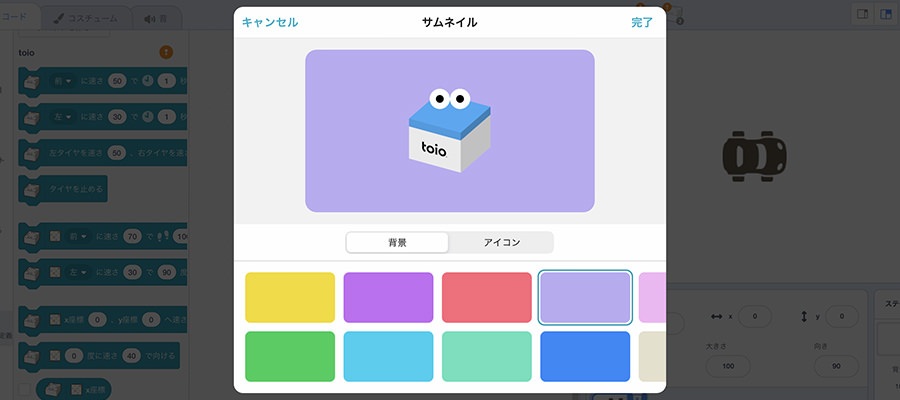 コード
コスチューム
音
キャンセル
サムネイル
完了
toio
前 に速さ 50 で 1 秒
左 に速さ 30 で 1 秒
左タイヤを速さ 50 、右タイヤを速さ
タイヤを止める
前 に速さ 70 で 100
左 に速さ 30 で 90 度
x座標 0 、y座標 0 へ速さ
0 度に速さ 40 で向ける
x座標
toio
背景
アイコン
x 0
y 0
大きさ
向き
100
90
ステ
背